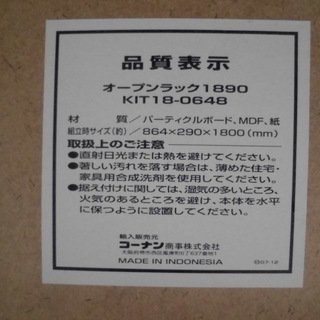 品質表示
オープンラック1890
KIT18-0648
材　質／パーティクルボード、MDF、紙
組立時サイズ(約)／864×290×1800(mm)
取扱上のご注意
●直射日光または熱を避けてください。
●著しい汚れを落す場合は、薄めた住宅・
家具用合成洗剤を使用してください。
●据え付けに関しては、湿気の多いところ、
火気のあるところを避け、本体を水平
に保つように設置してください。
輸入販売元
コーナン商事株式会社
MADE IN INDONESIA
07-12